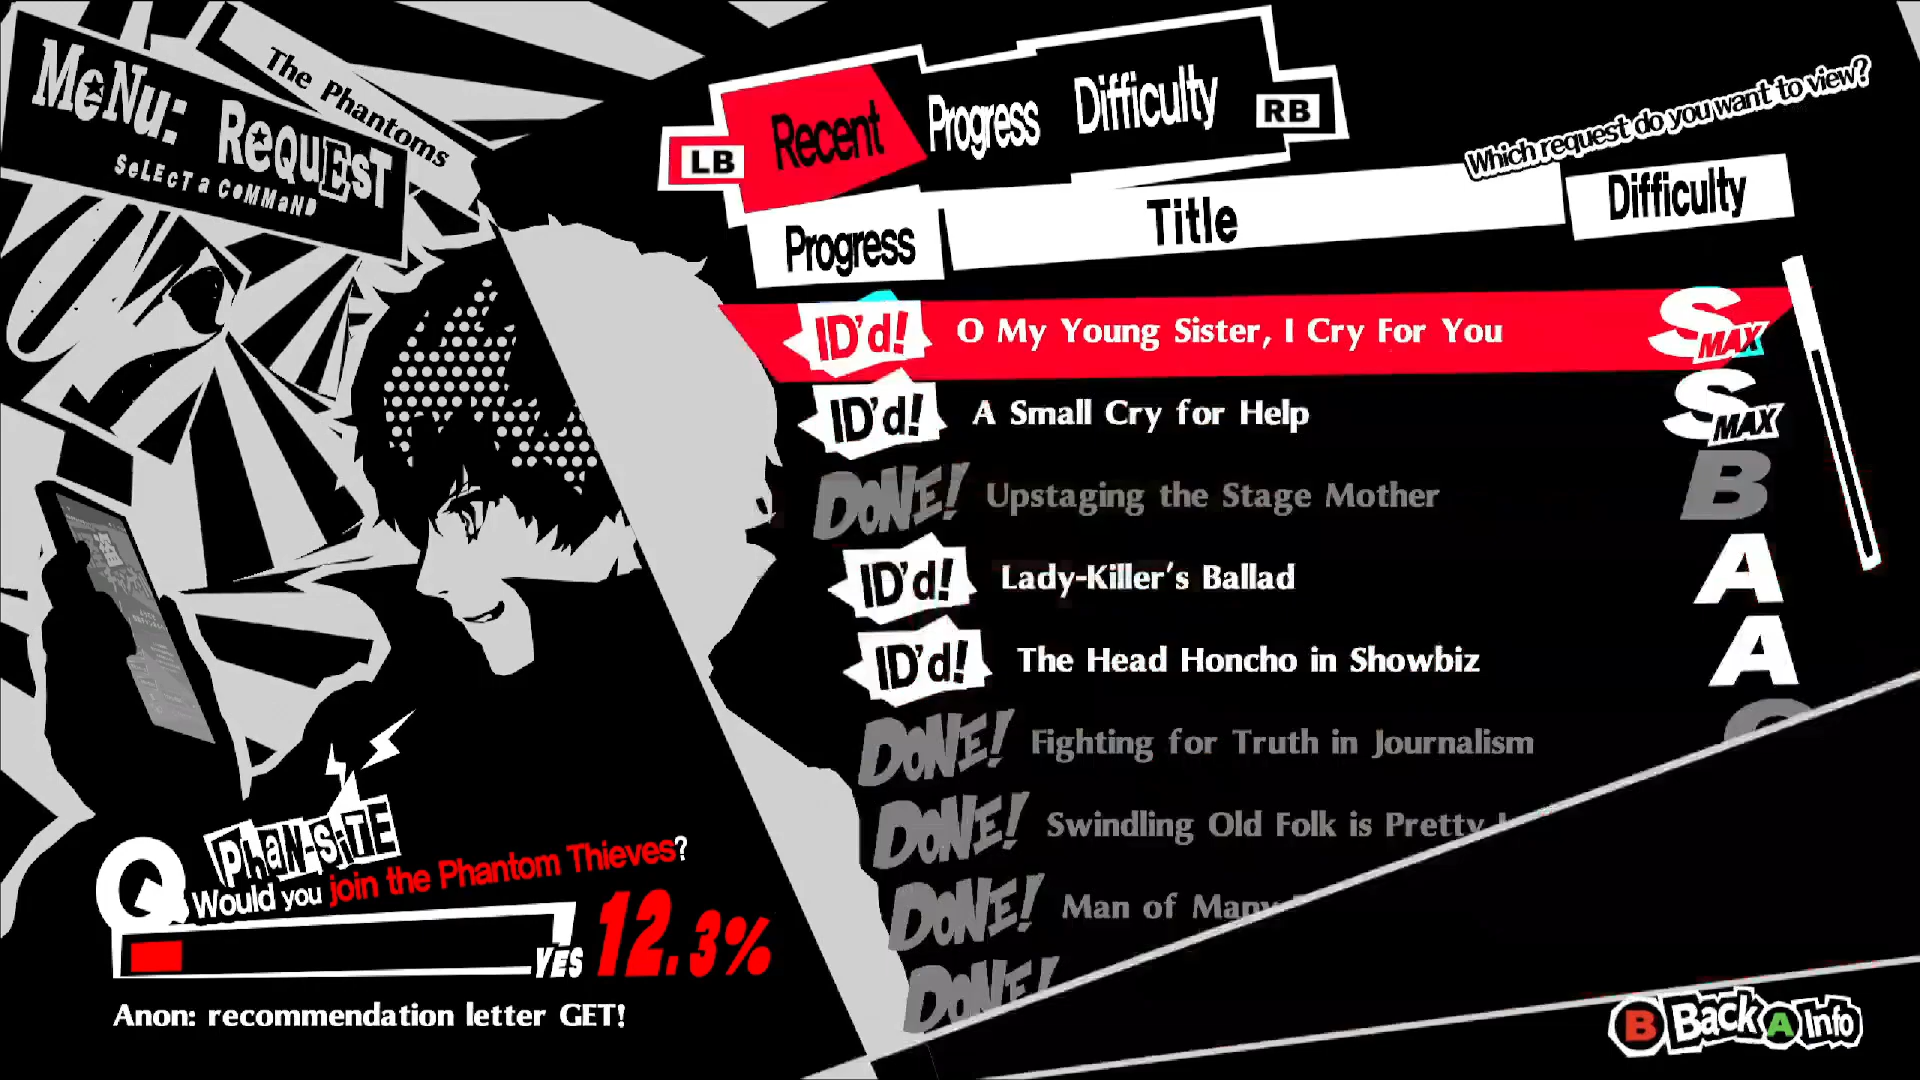 The Phantoms
MeNu: ReQuEsT
SeLEcT a CoMMaND
LB Recent Progress Difficulty RB
Which request do you want to view?
Progress Title Difficulty
ID'd! O My Young Sister, I Cry For You S MAX
ID'd! A Small Cry for Help S MAX
DoNE! Upstaging the Stage Mother B
ID'd! Lady-Killer's Ballad A
ID'd! The Head Honcho in Showbiz A
DoNE! Fighting for Truth in Journalism
DoNE! Swindling Old Folk is Pretty
DoNE! Man of Many
DoNE!
PhaN-SiTE
Q Would you join the Phantom Thieves?
YES 12.3%
Anon: recommendation letter GET!
B Back A Info